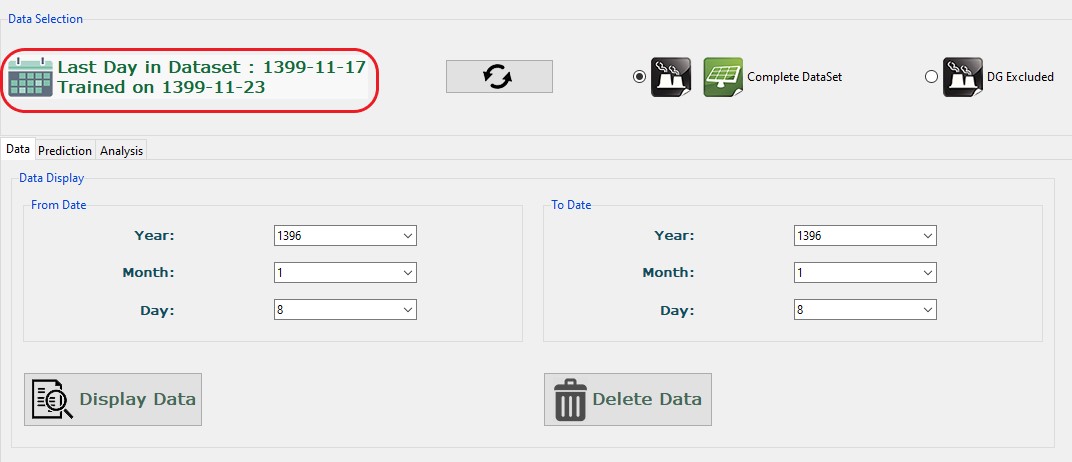 Data Selection
Last Day in Dataset : 1399-11-17
Trained on 1399-11-23
Complete DataSet
DG Excluded
Data Prediction Analysis
Data Display
From Date
Year: 1396
Month: 1
Day: 8
To Date
Year: 1396
Month: 1
Day: 8
Display Data
Delete Data